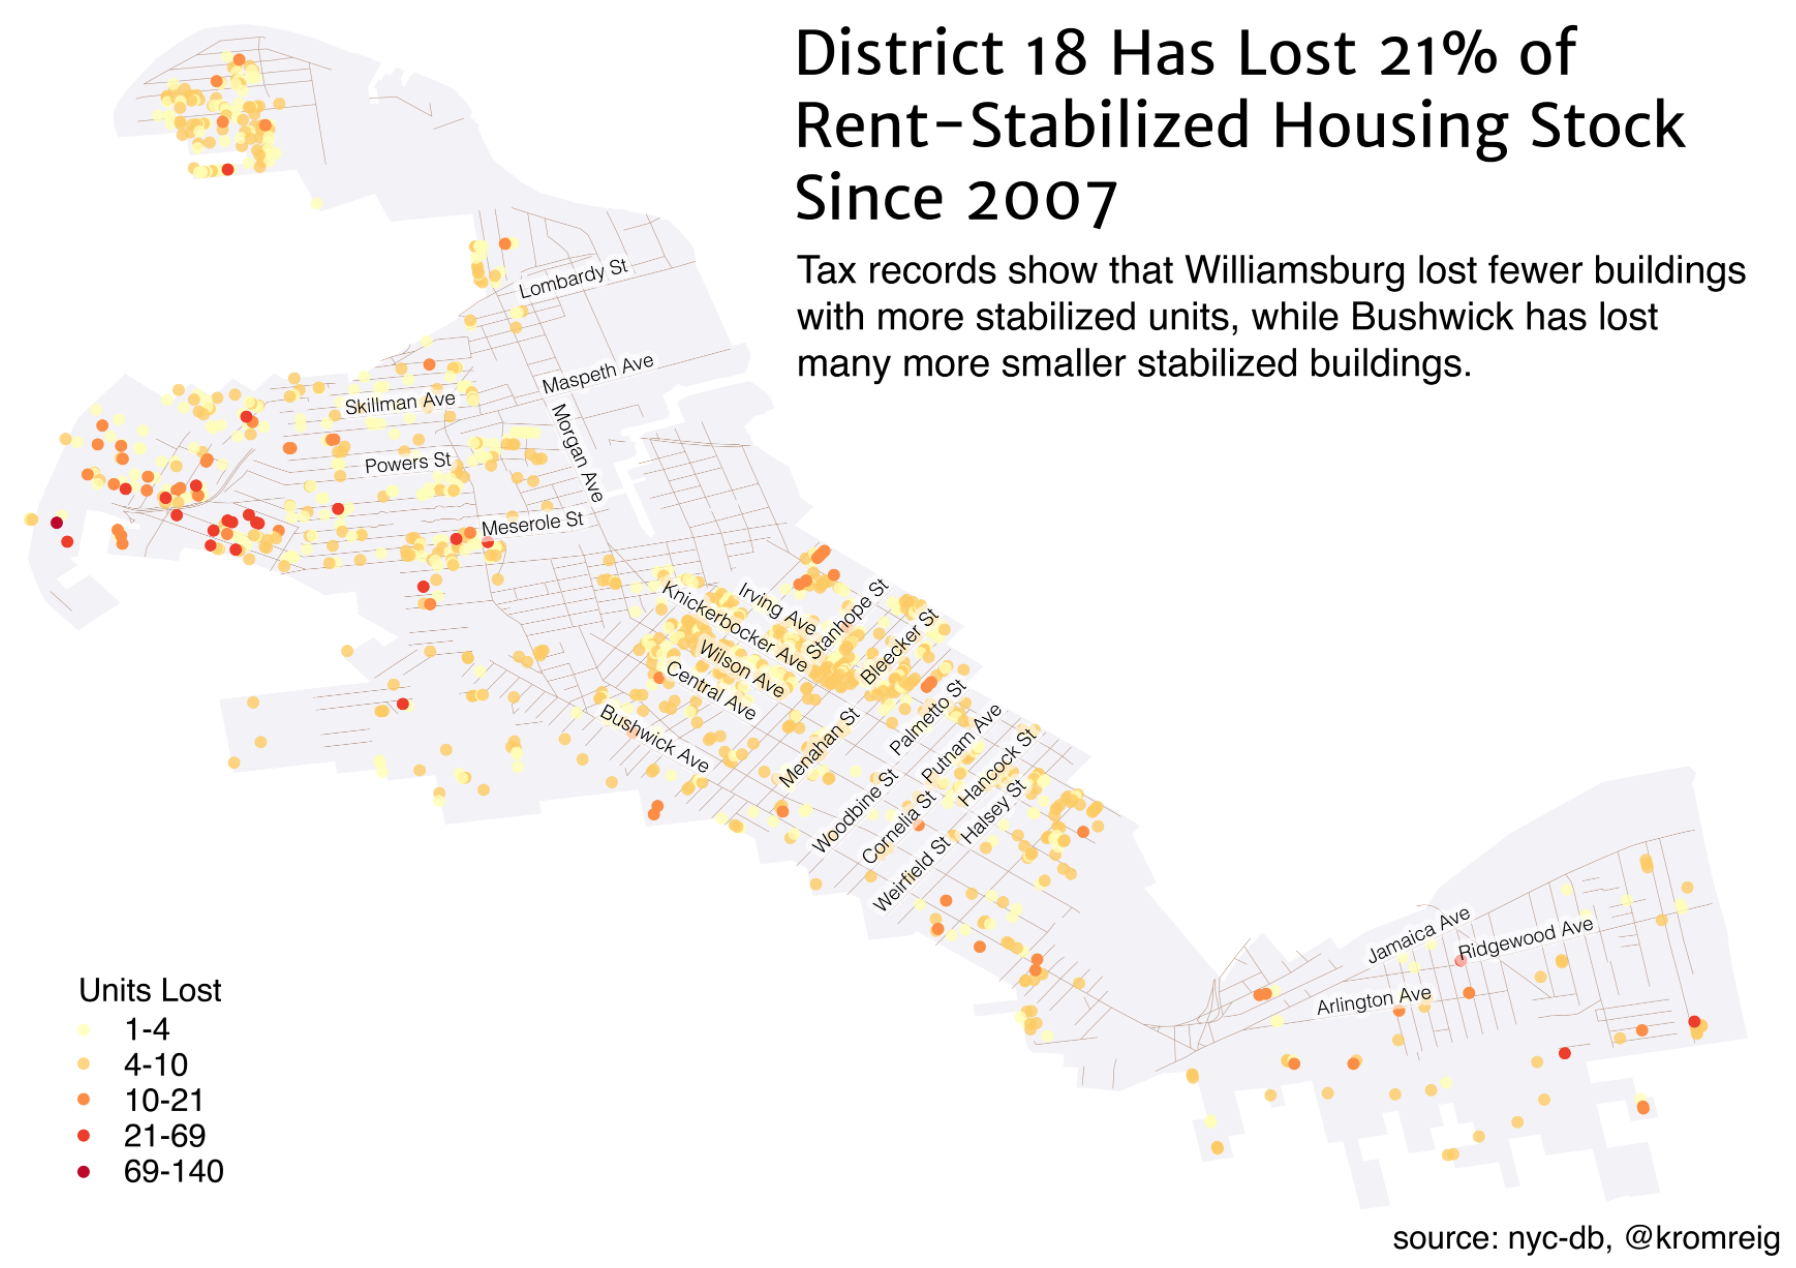 District 18 Has Lost 21% of
Rent-Stabilized Housing Stock
Since 2007
Tax records show that Williamsburg lost fewer buildings
with more stabilized units, while Bushwick has lost
many more smaller stabilized buildings.
Lombardy St
Maspeth Ave
Skillman Ave
Morgan Ave
Powers St
Meserole St
Irving Ave
Knickerbocker Ave
Stanhope St
Bleecker St
Wilson Ave
Central Ave
Bushwick Ave
Menahan St
Palmetto St
Putnam Ave
Hancock St
Woodbine St
Cornelia St
Halsey St
Weirfield St
Jamaica Ave
Ridgewood Ave
Arlington Ave
Units Lost
1-4
4-10
10-21
21-69
69-140
source: nyc-db, @kromreig